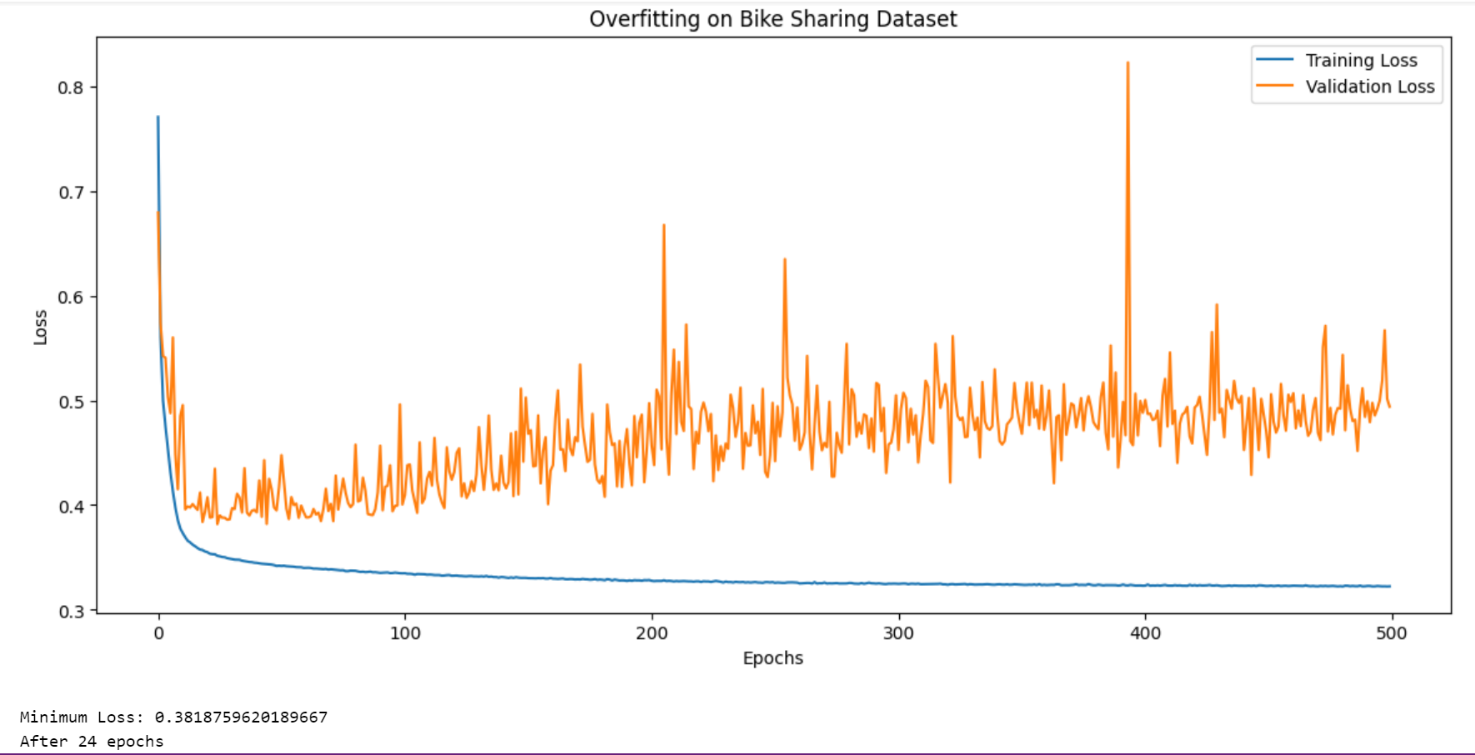 Overfitting on Bike Sharing Dataset
Training Loss
Validation Loss
0.8
0.7
0.6
0.5
0.4
0.3
Loss
0
100
200
300
400
500
Epochs
Minimum Loss: 0.3818759620189667
After 24 epochs